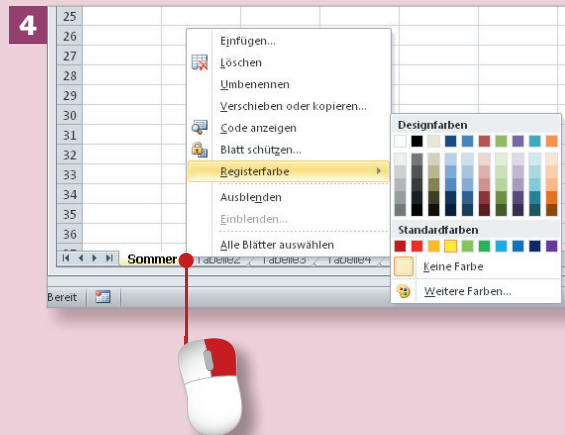 4
25
26
27
28
29
30
31
32
33
34
35
36
Einfügen...
Löschen
Umbenennen
Verschieben oder kopieren...
Code anzeigen
Blatt schützen...
Registerfarbe
Ausblenden
Einblenden...
Alle Blätter auswählen
Designfarben
Standardfarben
Keine Farbe
Weitere Farben...
Sommer Tabelle2 Tabelle3 Tabelle4
Bereit